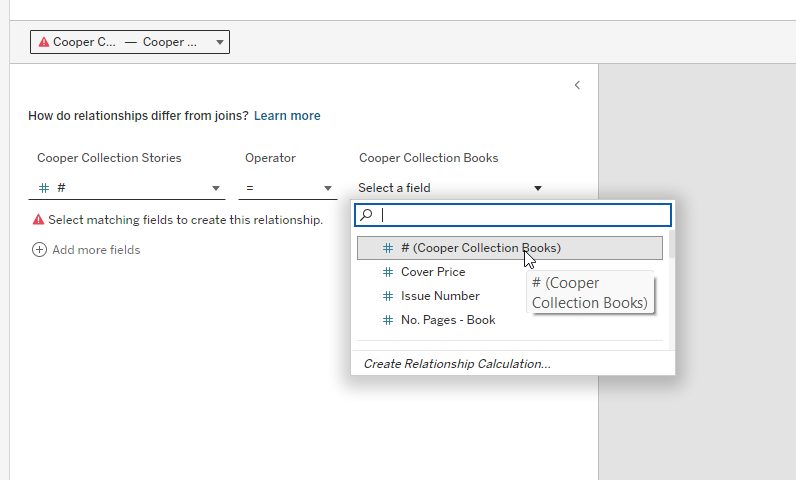 Cooper C... — Cooper ...
How do relationships differ from joins? Learn more
Cooper Collection Stories Operator Cooper Collection Books
# # = Select a field
Select matching fields to create this relationship.
Add more fields
# # (Cooper Collection Books)
# Cover Price
# Issue Number
# No. Pages - Book
# (Cooper
Collection Books)
Create Relationship Calculation...